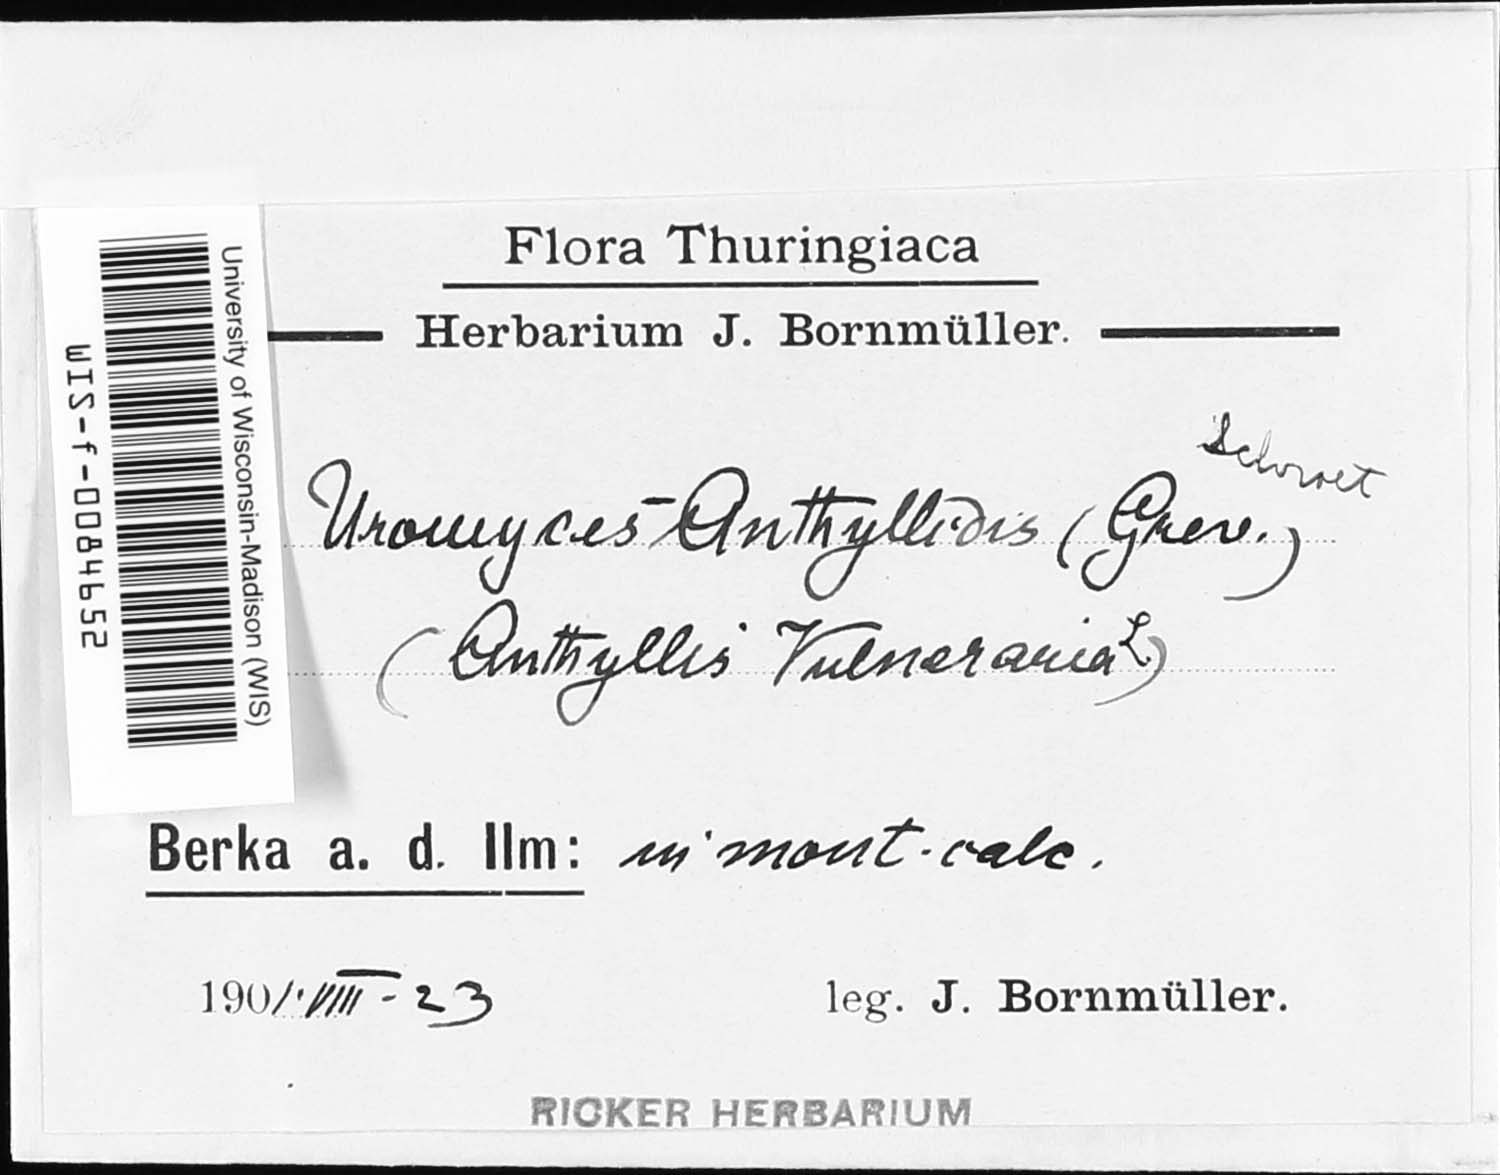 Flora Thuringiaca
Herbarium J. Bornmüller.
Schroet
Uromyces Anthyllidis (Grev.)
(Anthyllis Vulneraria L)
Berka a. d. Ilm: in mont. calc.
1901. VIII - 23
leg. J. Bornmüller.
RICKER HERBARIUM
University of Wisconsin-Madison (WIS)
WIS-f-0084652